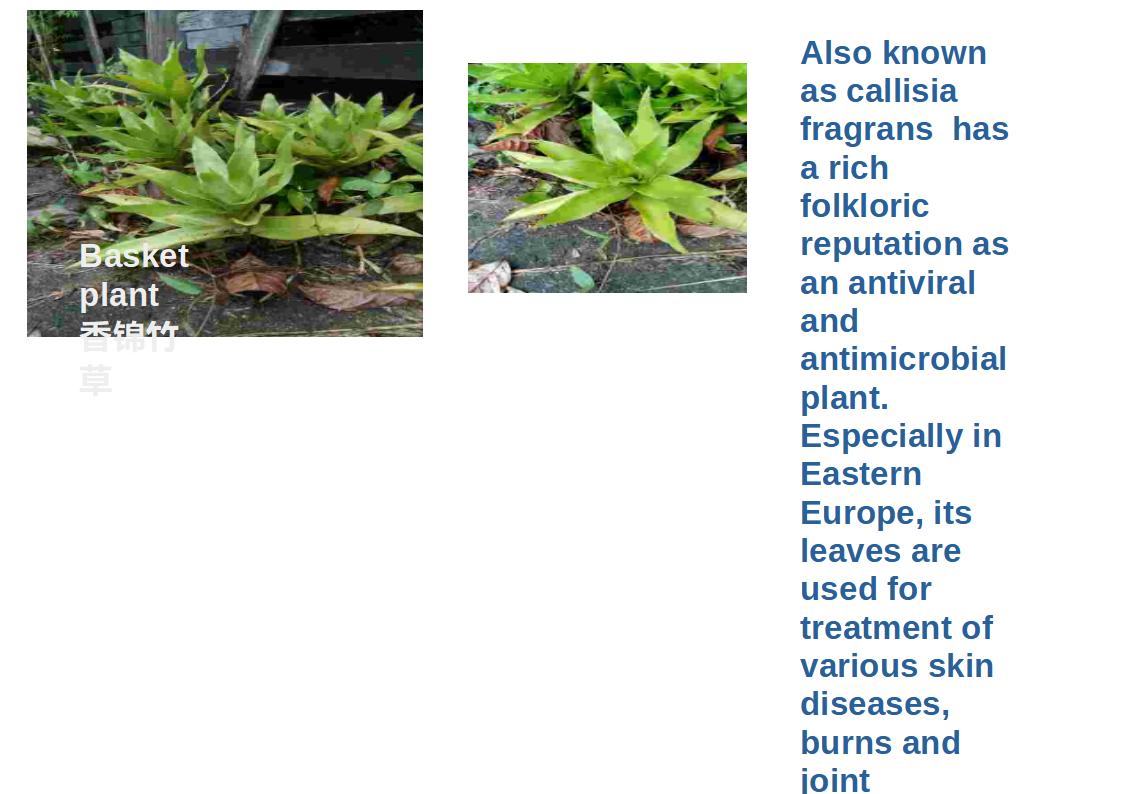 Basket
plant
香锦竹
草
Also known
as callisia
fragrans  has
a rich
folkloric
reputation as
an antiviral
and
antimicrobial
plant.
Especially in
Eastern
Europe, its
leaves are
used for
treatment of
various skin
diseases,
burns and
joint